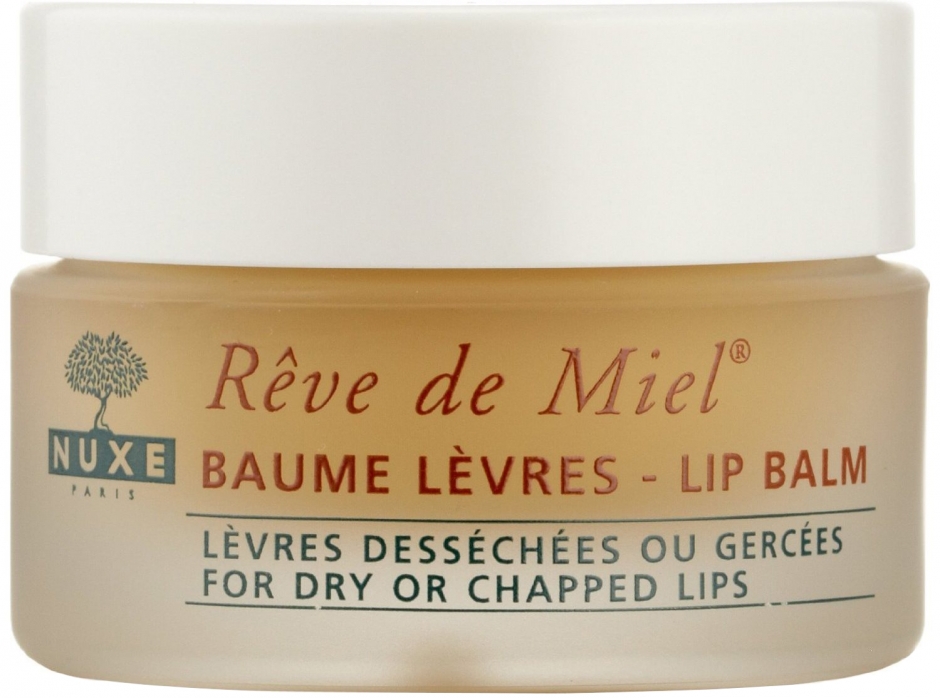 Rêve de Miel®
NUXE
PARIS
BAUME LÈVRES - LIP BALM
LÈVRES DESSÉCHÉES OU GERCÉES
FOR DRY OR CHAPPED LIPS